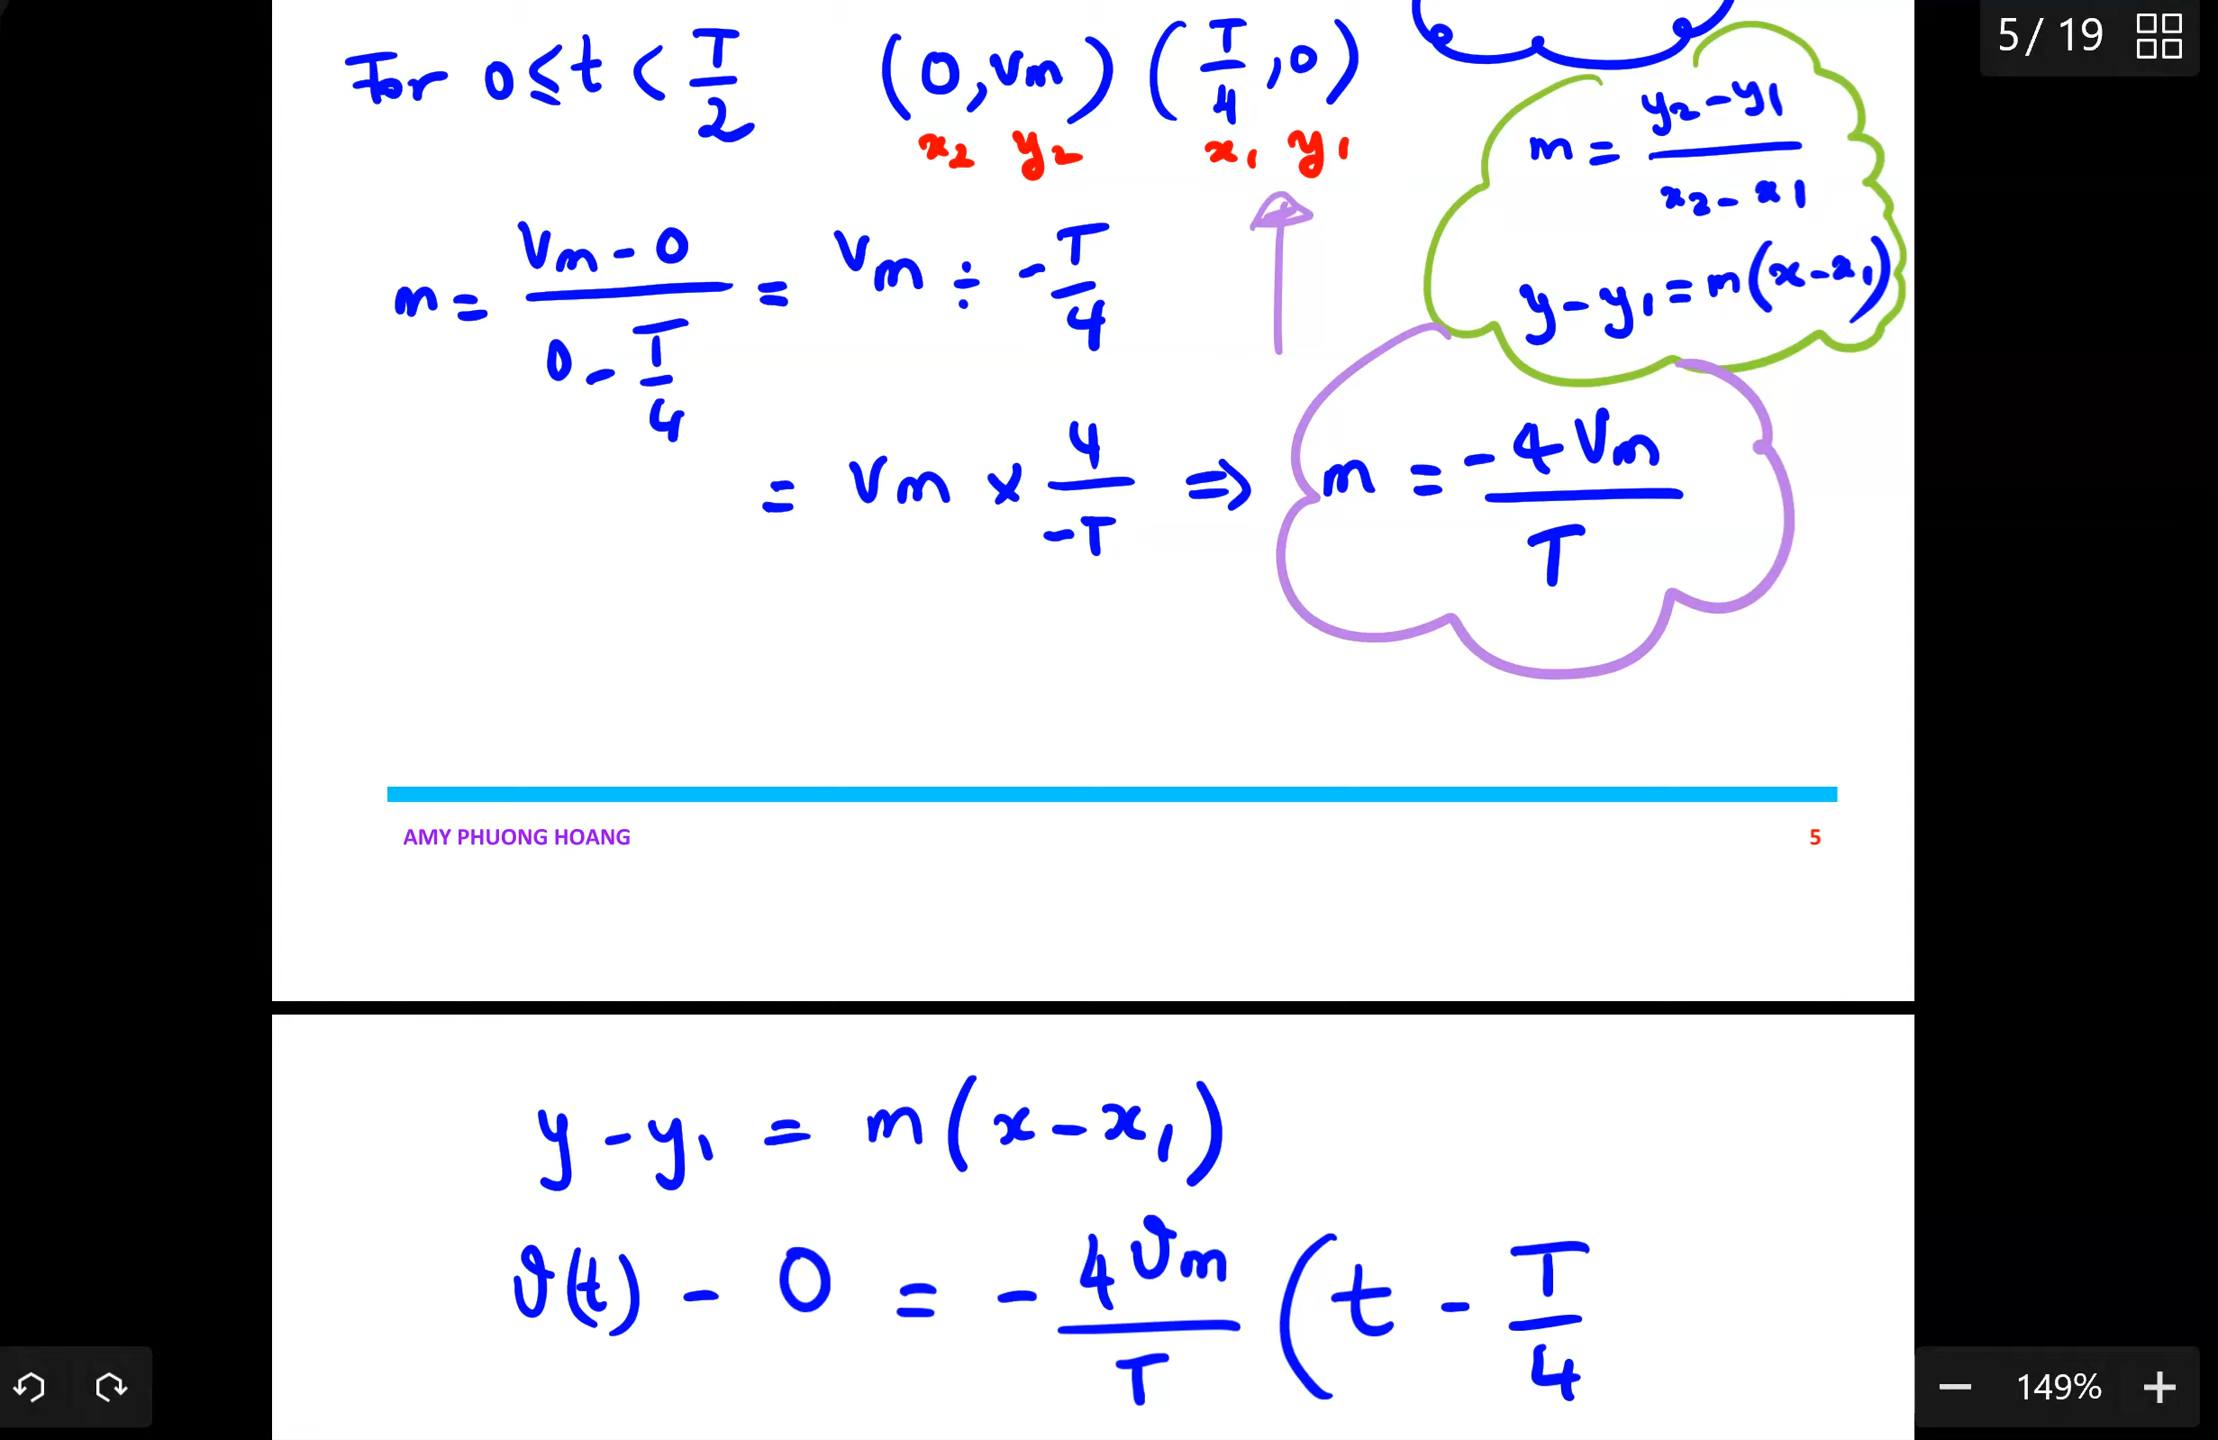 5 / 19
For 0 ≤ t < T/2 (0, Vm) (T/4, 0)
x2 y2 x1 y1
m = (y2 - y1)/(x2 - x1)
y - y1 = m(x - x1)
m = (Vm - 0)/(0 - T/4) = Vm ÷ -T/4
= Vm × 4/-T ⇒ m = -4Vm/T
AMY PHUONG HOANG 5
y - y1 = m(x - x1)
v(t) - 0 = - 4Vm/T (t - T/4
149%